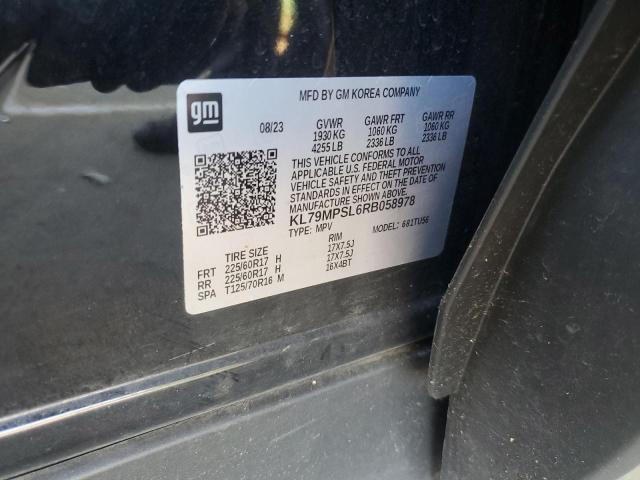 gm
MFD BY GM KOREA COMPANY
08/23 GVWR GAWR FRT GAWR RR
1930 KG 1060 KG 1060 KG
4255 LB 2336 LB 2336 LB
THIS VEHICLE CONFORMS TO ALL
APPLICABLE U.S. FEDERAL MOTOR
VEHICLE SAFETY AND THEFT PREVENTION
STANDARDS IN EFFECT ON THE DATE OF
MANUFACTURE SHOWN ABOVE.
KL79MPSL6RB058978
TYPE: MPV MODEL: 681TU56
TIRE SIZE RIM
FRT 225/60R17 H 17X7.5J
RR 225/60R17 H 17X7.5J
SPA T125/70R16 M 16X4BT